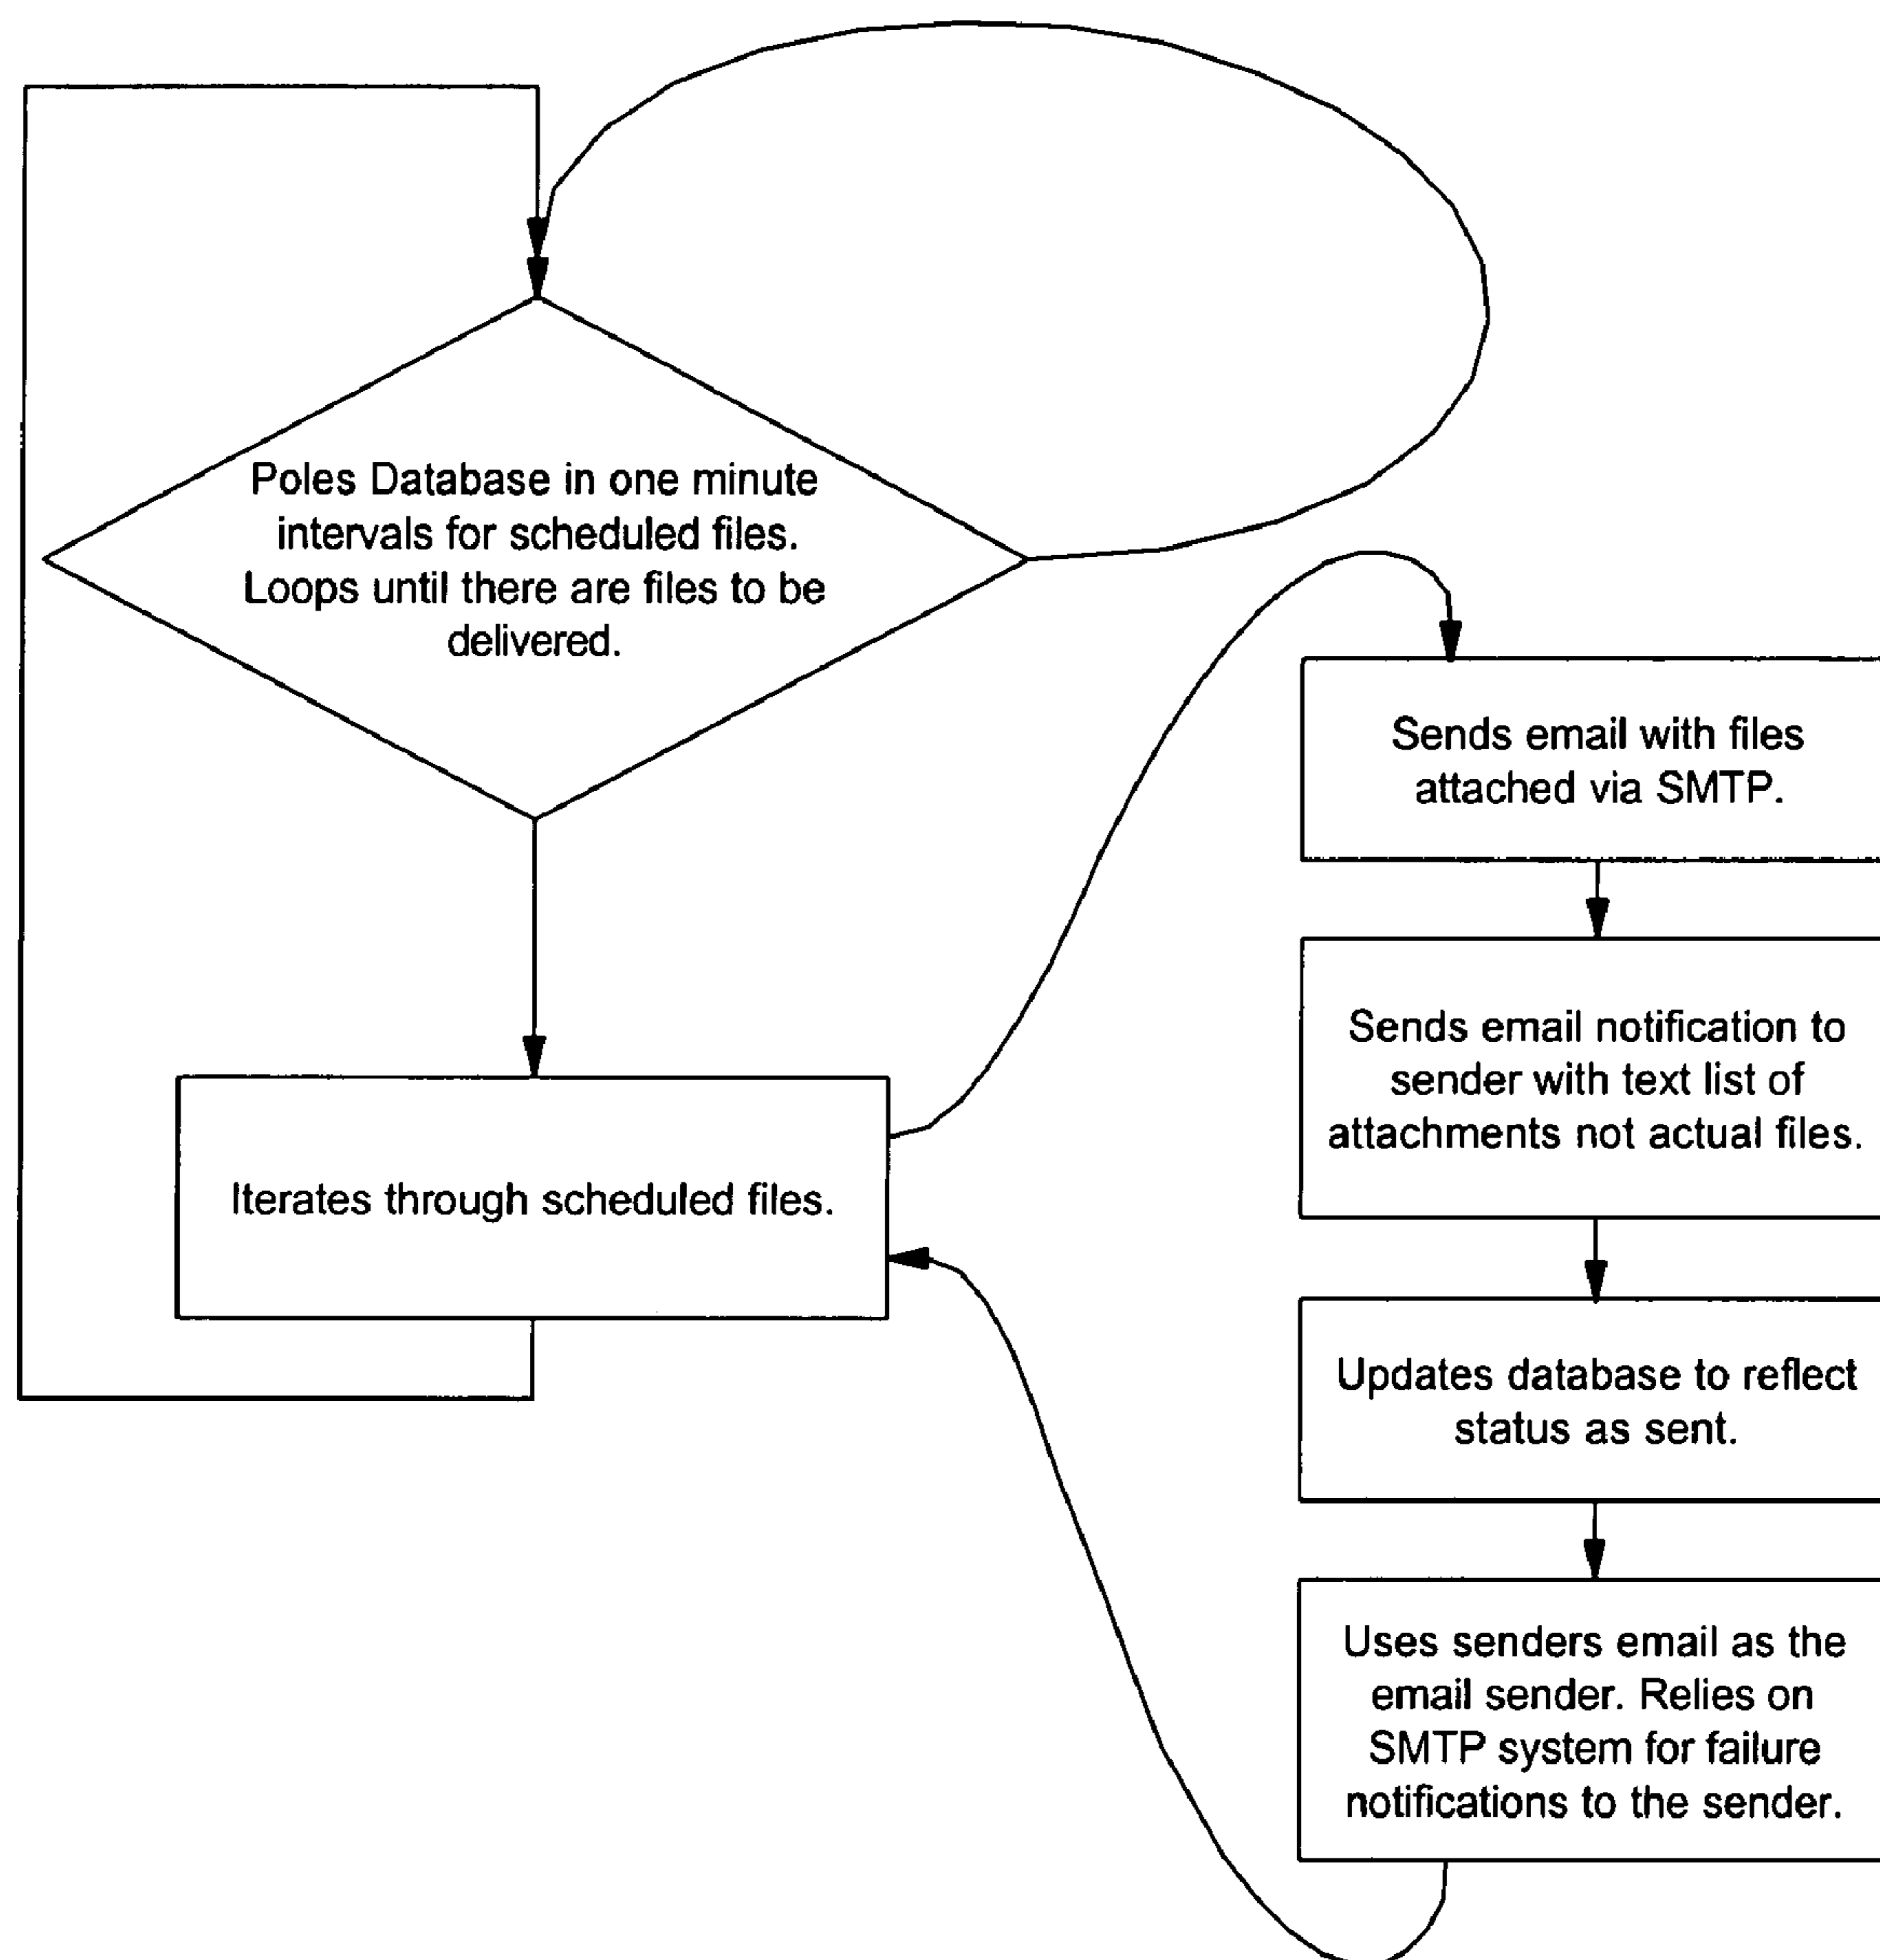 Poles Database in one minute
intervals for scheduled files.
Loops until there are files to be
delivered.
Sends email with files
attached via SMTP.
Sends email notification to
sender with text list of
attachments not actual files.
Iterates through scheduled files.
Updates database to reflect
status as sent.
Uses senders email as the
email sender. Relies on
SMTP system for failure
notifications to the sender.